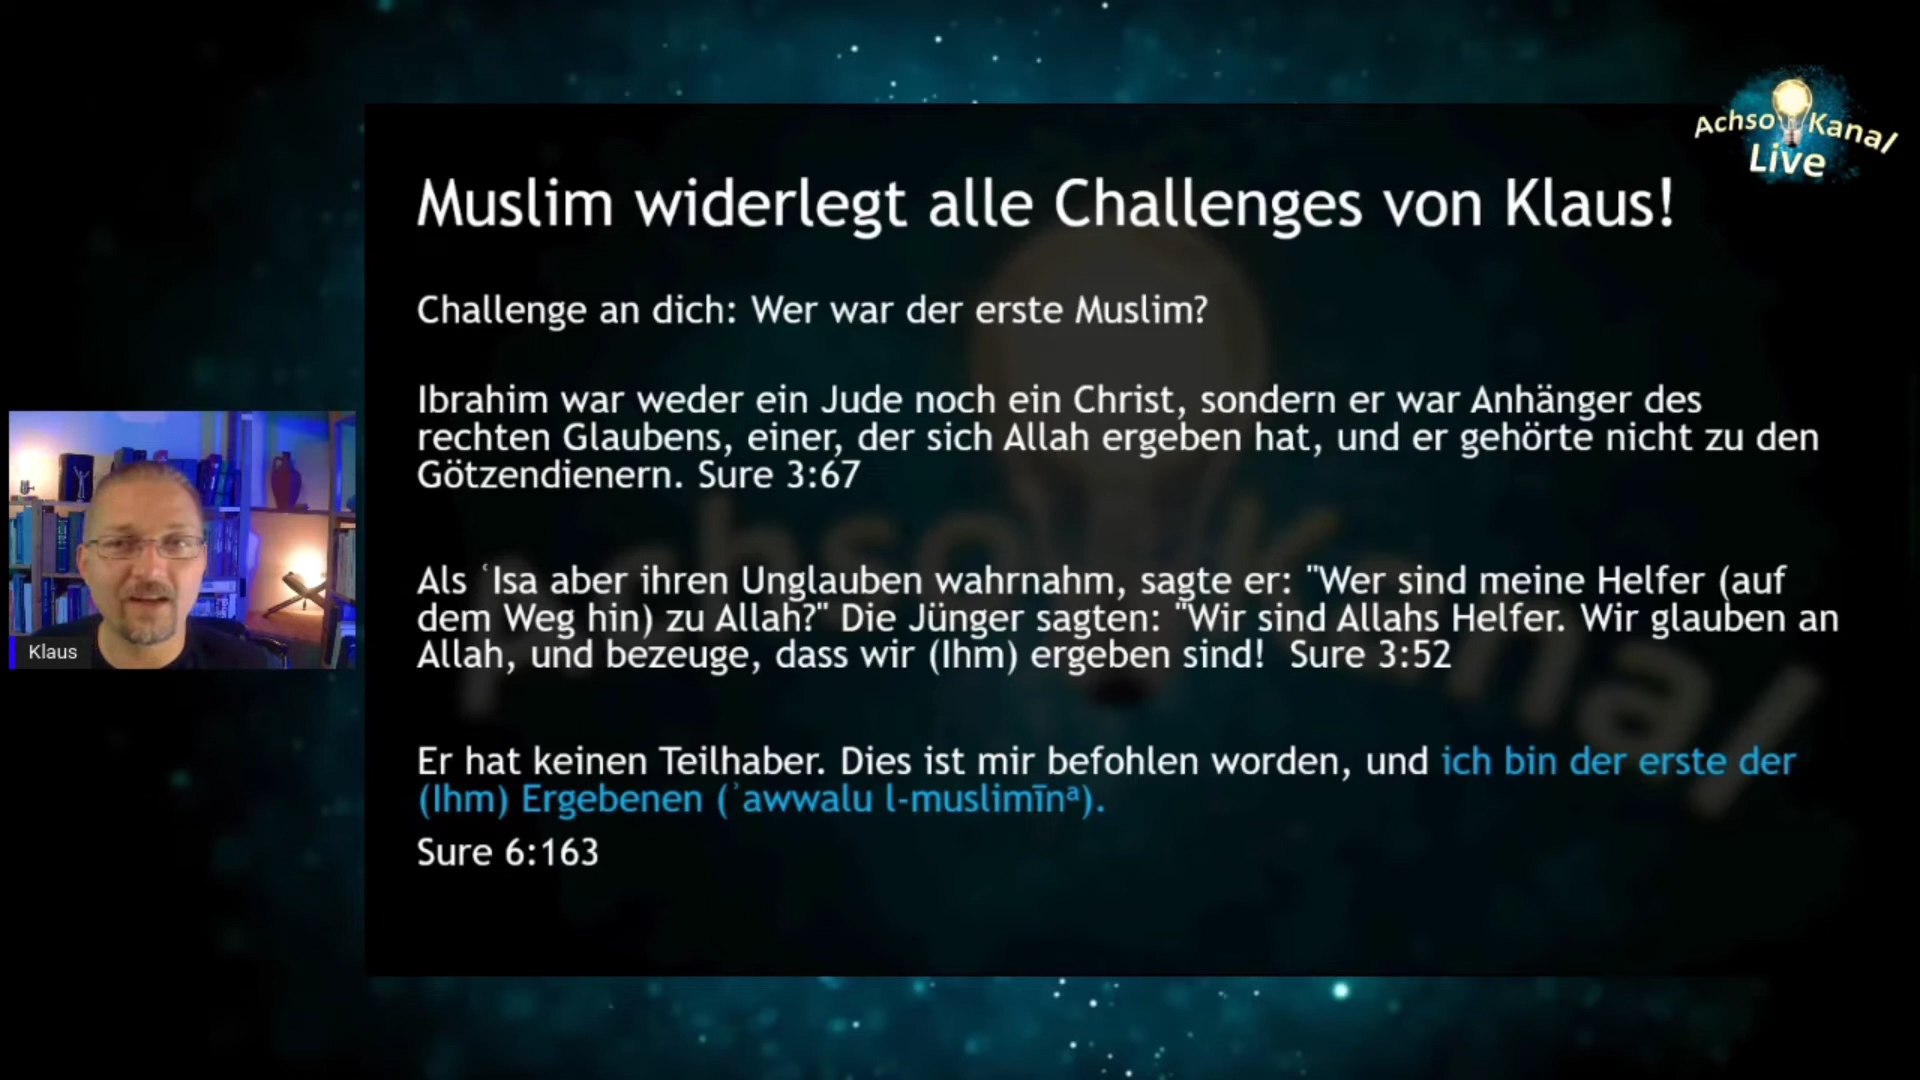 Achso Kanal
Live
Muslim widerlegt alle Challenges von Klaus!
Challenge an dich: Wer war der erste Muslim?
Ibrahim war weder ein Jude noch ein Christ, sondern er war Anhänger des
rechten Glaubens, einer, der sich Allah ergeben hat, und er gehörte nicht zu den
Götzendienern. Sure 3:67
Als ʿIsa aber ihren Unglauben wahrnahm, sagte er: "Wer sind meine Helfer (auf
dem Weg hin) zu Allah?" Die Jünger sagten: "Wir sind Allahs Helfer. Wir glauben an
Allah, und bezeuge, dass wir (Ihm) ergeben sind! Sure 3:52
Er hat keinen Teilhaber. Dies ist mir befohlen worden, und ich bin der erste der
(Ihm) Ergebenen (ʾawwalu l-muslimīnᵃ).
Sure 6:163
Klaus